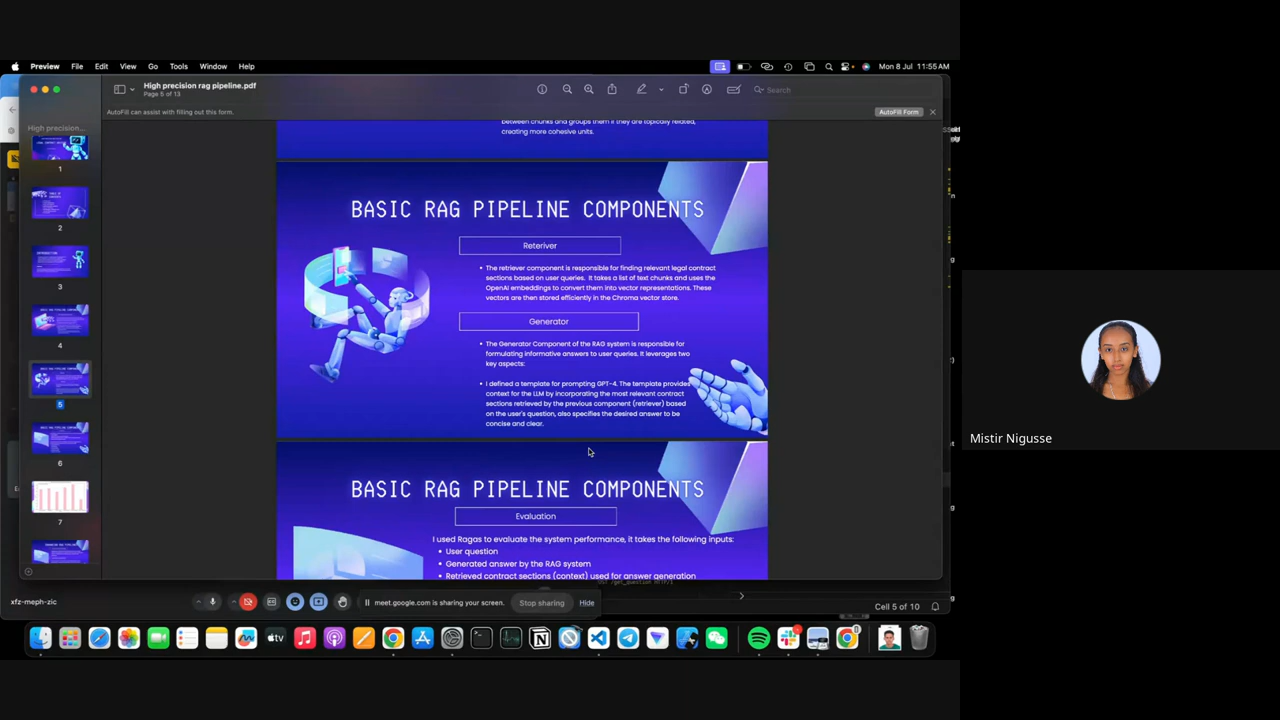 Preview File Edit View Go Tools Window Help
Mon 8 Jul 11:55AM
High precision rag pipeline.pdf
Page 5 of 13
Search
AutoFill can assist with filling out this form.
AutoFill Form
High precision...
1
2
3
4
5
6
7
between chunks and groups them if they are topically related,
creating more cohesive units.
BASIC RAG PIPELINE COMPONENTS
Reteriver
• The retriever component is responsible for finding relevant legal contract
sections based on user queries. It takes a list of text chunks and uses the
OpenAI embeddings to convert them into vector representations. These
vectors are then stored efficiently in the Chroma vector store.
Generator
• The Generator Component of the RAG system is responsible for
formulating informative answers to user queries. It leverages two
key aspects:
• I defined a template for prompting GPT-4. The template provides
context for the LLM by incorporating the most relevant contract
sections retrieved by the previous component (retriever) based
on the user's question, also specifies the desired answer to be
concise and clear.
BASIC RAG PIPELINE COMPONENTS
Evaluation
I used Ragas to evaluate the system performance, it takes the following inputs:
• User question
• Generated answer by the RAG system
• Retrieved contract sections (context) used for answer generation
xfz-meph-zic
meet.google.com is sharing your screen.
Stop sharing
Hide
Cell 5 of 10
tv
Mistir Nigusse